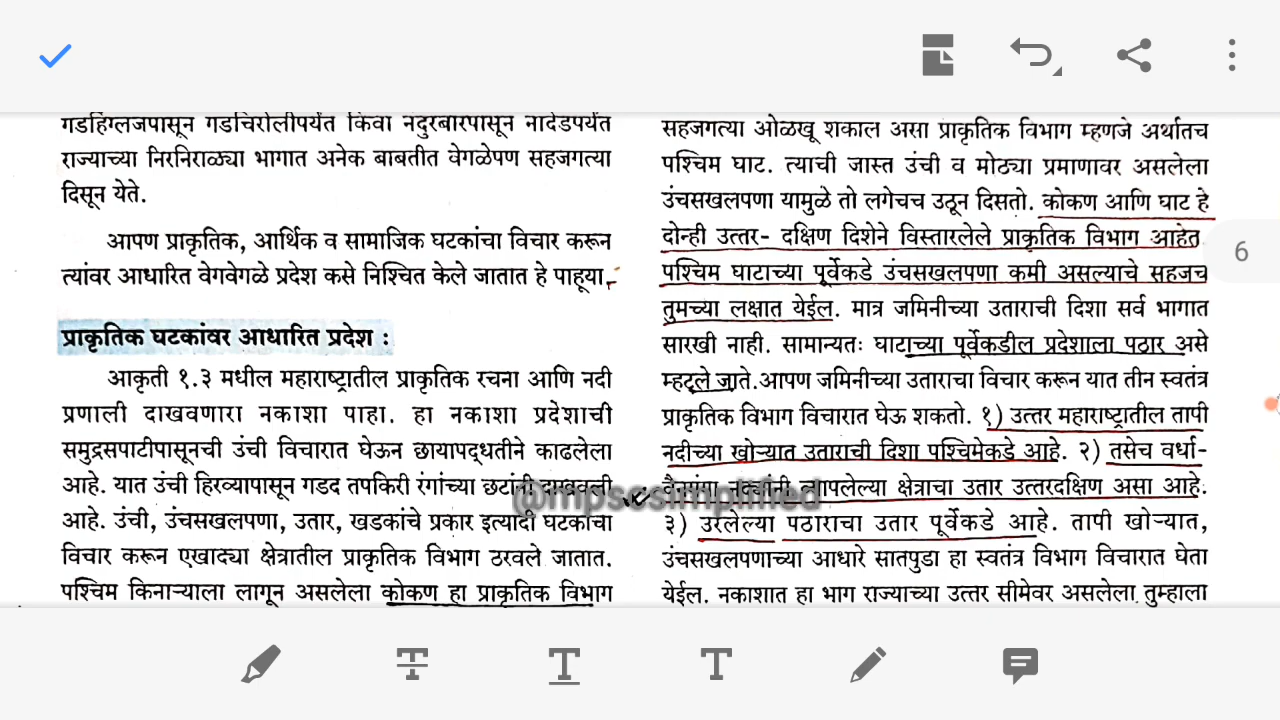 गडहिंग्लजपासून गडचिरोलीपर्यंत किंवा नंदुरबारपासून नांदेडपर्यंत
राज्याच्या निरनिराळ्या भागात अनेक बाबतीत वेगळेपण सहजगत्या
दिसून येते.
आपण प्राकृतिक, आर्थिक व सामाजिक घटकांचा विचार करून
त्यांवर आधारित वेगवेगळे प्रदेश कसे निश्चित केले जातात हे पाहूया.
प्राकृतिक घटकांवर आधारित प्रदेश :
आकृती १.३ मधील महाराष्ट्रातील प्राकृतिक रचना आणि नदी
प्रणाली दाखवणारा नकाशा पाहा. हा नकाशा प्रदेशाची
समुद्रसपाटीपासूनची उंची विचारात घेऊन छायापद्धतीने काढलेला
आहे. यात उंची हिरव्यापासून गडद तपकिरी रंगांच्या छटांनी दाखवली
आहे. उंची, उंचसखलपणा, उतार, खडकांचे प्रकार इत्यादी घटकांचा
विचार करून एखाद्या क्षेत्रातील प्राकृतिक विभाग ठरवले जातात.
पश्चिम किनाऱ्याला लागून असलेला कोकण हा प्राकृतिक विभाग
सहजगत्या ओळखू शकाल असा प्राकृतिक विभाग म्हणजे अर्थातच
पश्चिम घाट. त्याची जास्त उंची व मोठ्या प्रमाणावर असलेला
उंचसखलपणा यामुळे तो लगेचच उठून दिसतो. कोकण आणि घाट हे
दोन्ही उत्तर- दक्षिण दिशेने विस्तारलेले प्राकृतिक विभाग आहेत
पश्चिम घाटाच्या पूर्वेकडे उंचसखलपणा कमी असल्याचे सहजच
तुमच्या लक्षात येईल. मात्र जमिनीच्या उताराची दिशा सर्व भागात
सारखी नाही. सामान्यतः घाटाच्या पूर्वेकडील प्रदेशाला पठार असे
म्हटले जाते.आपण जमिनीच्या उताराचा विचार करून यात तीन स्वतंत्र
प्राकृतिक विभाग विचारात घेऊ शकतो. १) उत्तर महाराष्ट्रातील तापी
नदीच्या खोऱ्यात उताराची दिशा पश्चिमेकडे आहे. २) तसेच वर्धा-
वैनगंगा नद्यांनी व्यापलेल्या क्षेत्राचा उतार उत्तरदक्षिण असा आहे.
३) उरलेल्या पठाराचा उतार पूर्वेकडे आहे. तापी खोऱ्यात,
उंचसखलपणाच्या आधारे सातपुडा हा स्वतंत्र विभाग विचारात घेता
येईल. नकाशात हा भाग राज्याच्या उत्तर सीमेवर असलेला तुम्हाला
6
@mpscsimplified